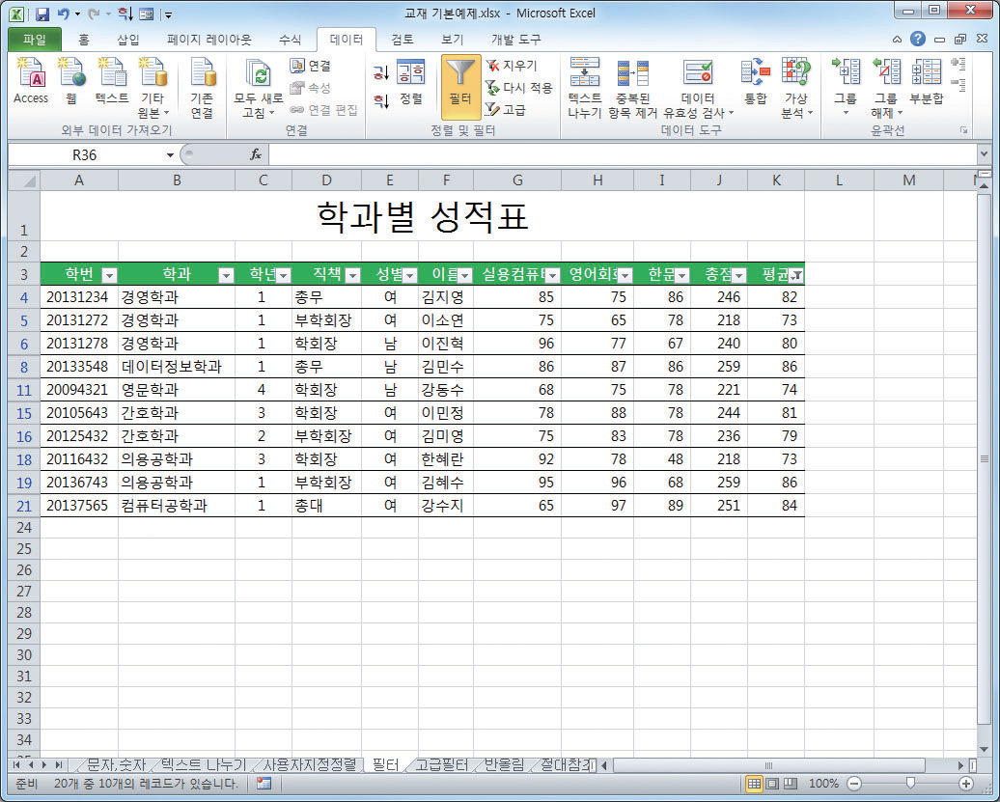 교재 기본예제.xlsx - Microsoft Excel
파일 홈 삽입 페이지 레이아웃 수식 데이터 검토 보기 개발 도구
Access 웹 텍스트 기타 원본 기존 연결
모두 새로 고침 연결 속성 연결 편집
정렬 필터 지우기 다시 적용 고급
텍스트 나누기 중복된 항목 제거 데이터 유효성 검사 통합 가상 분석
그룹 그룹 해제 부분합
외부 데이터 가져오기 연결 정렬 및 필터 데이터 도구 윤곽선
R36 fx
A B C D E F G H I J K L M
1 학과별 성적표
2
3 학번 학과 학년 직책 성별 이름 실용컴퓨터 영어회화 한문 총점 평균
4 20131234 경영학과 1 총무 여 김지영 85 75 86 246 82
5 20131272 경영학과 1 부학회장 여 이소연 75 65 78 218 73
6 20131278 경영학과 1 학회장 남 이진혁 96 77 67 240 80
8 20133548 데이터정보학과 1 총무 남 김민수 86 87 86 259 86
11 20094321 영문학과 4 학회장 남 강동수 68 75 78 221 74
15 20105643 간호학과 3 학회장 여 이민정 78 88 78 244 81
16 20125432 간호학과 2 부학회장 여 김미영 75 83 78 236 79
18 20116432 의용공학과 3 학회장 여 한혜란 92 78 48 218 73
19 20136743 의용공학과 1 부학회장 여 김혜수 95 96 68 259 86
21 20137565 컴퓨터공학과 1 총대 여 강수지 65 97 89 251 84
24
25
26
27
28
29
30
31
32
33
34
문자,숫자 텍스트 나누기 사용자지정정렬 필터 고급필터 반올림 절대참조
준비 20개 중 10개의 레코드가 있습니다. 100%